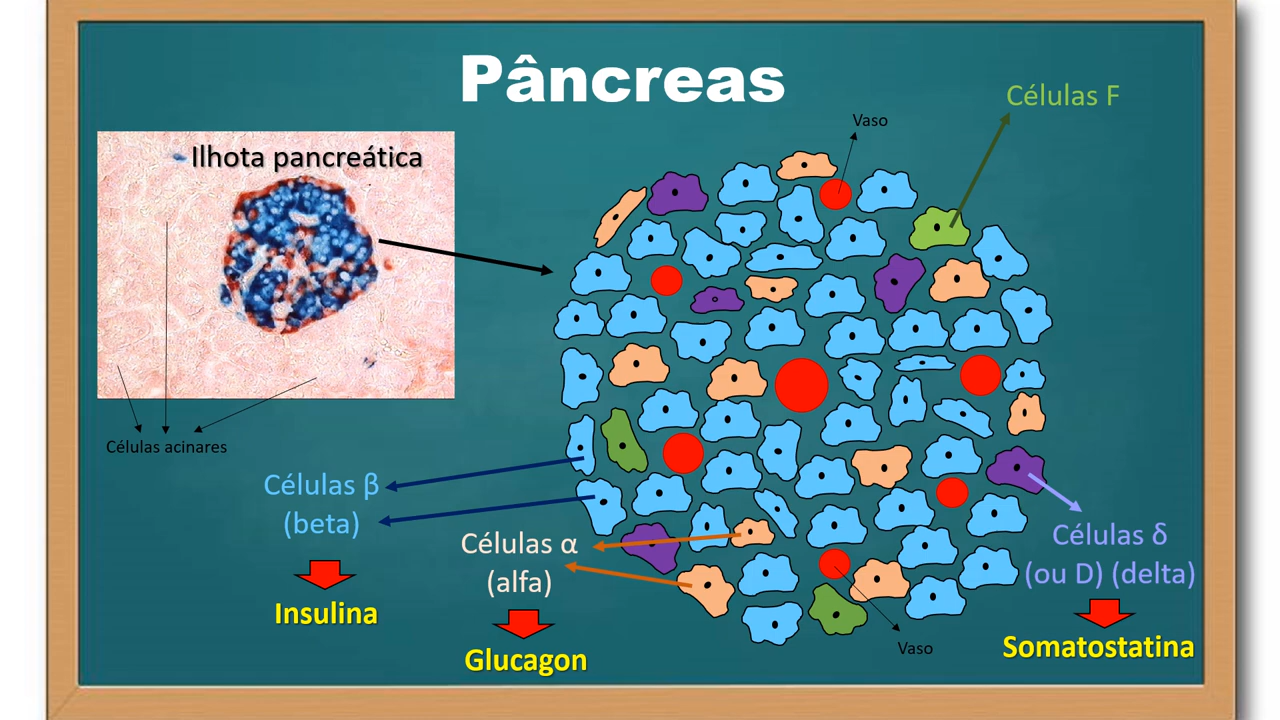 Pâncreas
Células F
Vaso
Ilhota pancreática
Células acinares
Células β
(beta)
Insulina
Células α
(alfa)
Glucagon
Células δ
(ou D) (delta)
Somatostatina
Vaso